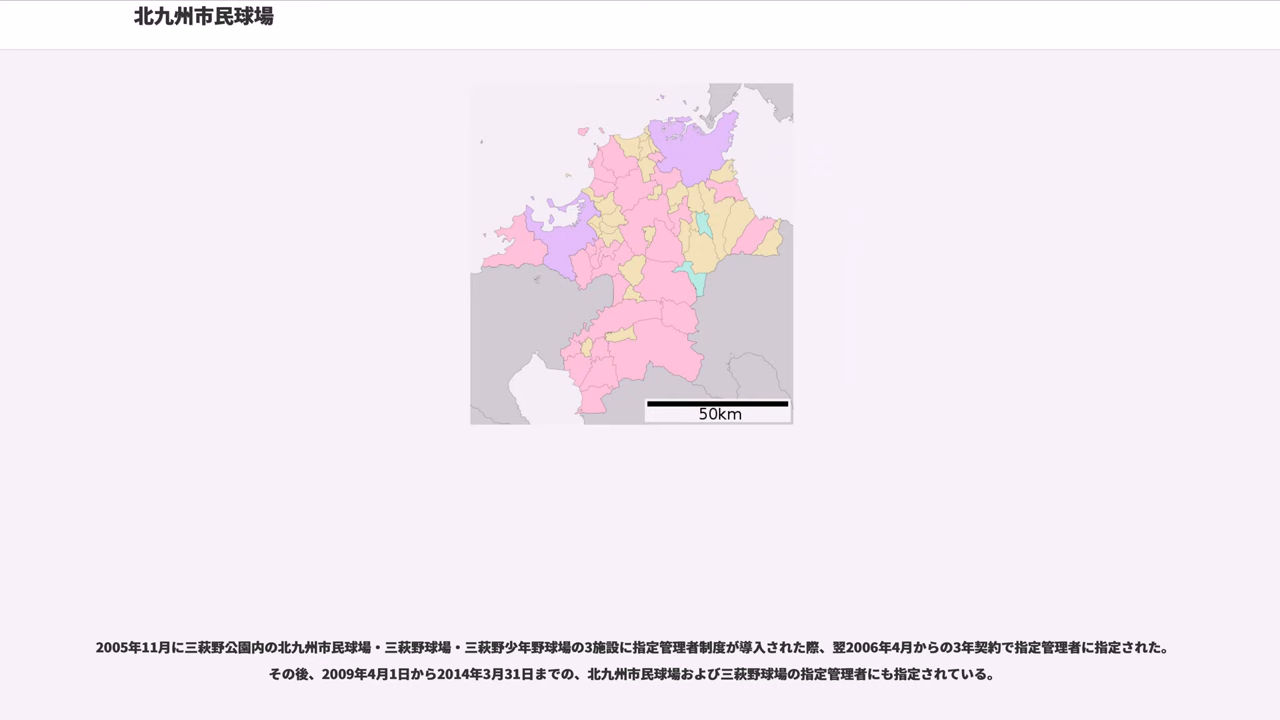 北九州市民球場
50km
2005年11月に三萩野公園内の北九州市民球場・三萩野球場・三萩野少年野球場の3施設に指定管理者制度が導入された際、翌2006年4月からの3年契約で指定管理者に指定された。
その後、2009年4月1日から2014年3月31日までの、北九州市民球場および三萩野球場の指定管理者にも指定されている。